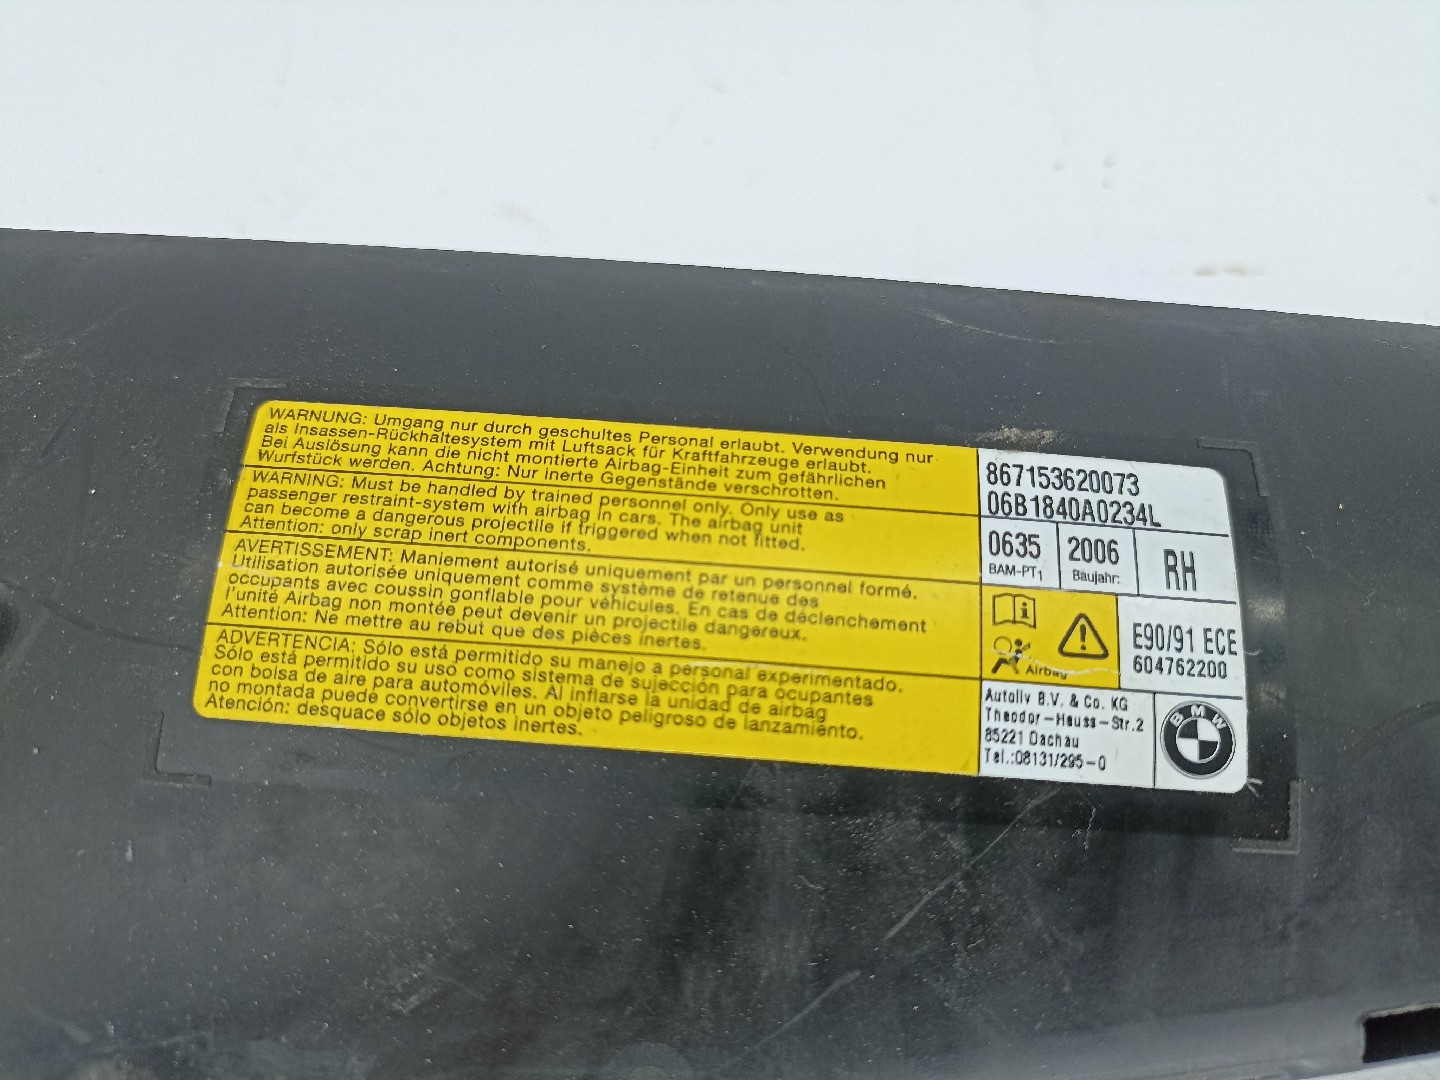 WARNUNG: Umgang nur durch geschultes Personal erlaubt. Verwendung nur
als Insassen-Rückhaltesystem mit Luftsack für Kraftfahrzeuge erlaubt.
Bei Auslösung kann die nicht montierte Airbag-Einheit zum gefährlichen
Wurfstück werden. Achtung: Nur inerte Gegenstände verschrotten.
WARNING: Must be handled by trained personnel only. Only use as
passenger restraint-system with airbag in cars. The airbag unit
can become a dangerous projectile if triggered when not fitted.
Attention: only scrap inert components.
AVERTISSEMENT: Maniement autorisé uniquement par un personnel formé.
Utilisation autorisée uniquement comme système de retenue des
occupants avec coussin gonflable pour véhicules. En cas de déclenchement
l'unité Airbag non montée peut devenir un projectile dangereux.
Attention: Ne mettre au rebut que des pièces inertes.
ADVERTENCIA: Sólo está permitido su manejo a personal experimentado.
Sólo está permitido su uso como sistema de sujección para ocupantes
con bolsa de aire para automóviles. Al inflarse la unidad de airbag
no montada puede convertirse en un objeto peligroso de lanzamiento.
Atención: desquace sólo objetos inertes.
867153620073
06B1840A0234L
0635
BAM-PT1
2006
Baujahr:
RH
Airbag
E90/91 ECE
604762200
Autoliv B.V. & Co. KG
Theodor-Heuss-Str.2
85221 Dachau
Tel.:08131/295-0
BMW